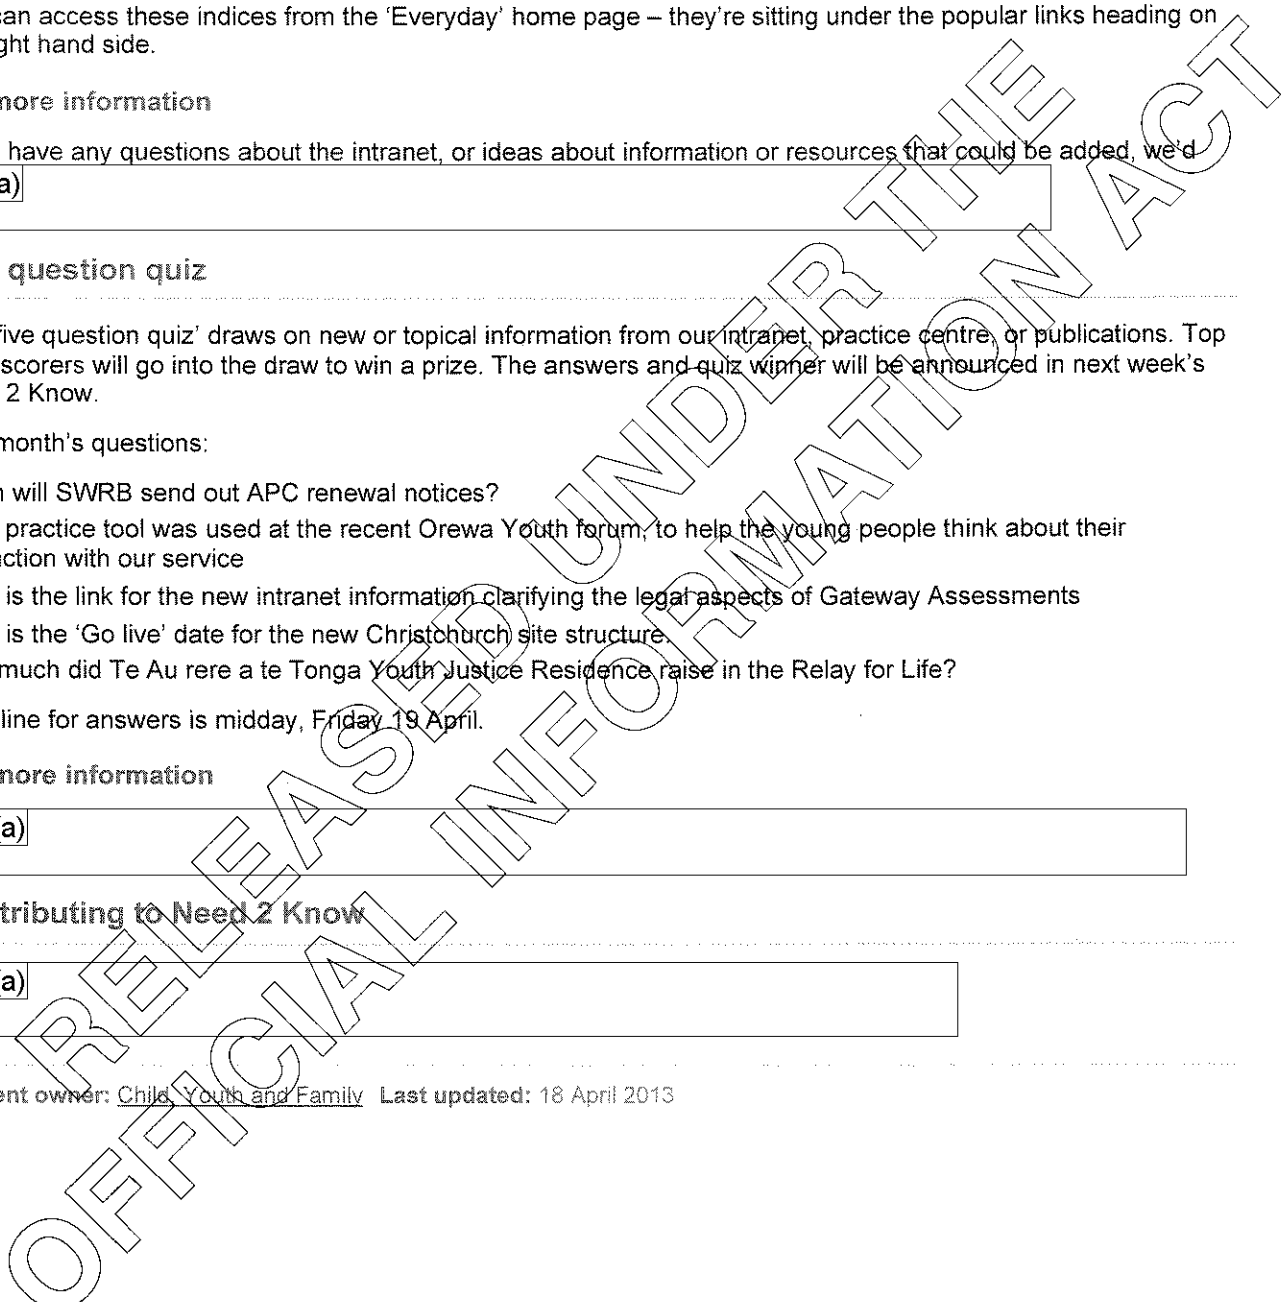 can access these indices from the ‘Everyday’ home page – they’re sitting under the popular links heading on
ght hand side.
more information
have any questions about the intranet, or ideas about information or resources that could be added, we’d
a)
question quiz
five question quiz’ draws on new or topical information from our intranet, practice centre, or publications. Top
scorers will go into the draw to win a prize. The answers and quiz winner will be announced in next week’s
2 Know.
month’s questions:
n will SWRB send out APC renewal notices?
practice tool was used at the recent Orewa Youth forum, to help the young people think about their
action with our service
is the link for the new intranet information clarifying the legal aspects of Gateway Assessments
is the ‘Go live’ date for the new Christchurch site structure.
much did Te Au rere a te Tonga Youth Justice Residence raise in the Relay for Life?
line for answers is midday, Friday 19 April.
more information
(a)
tributing to Need 2 Know
(a)
ent owner: Child, Youth and Family Last updated: 18 April 2013
RELEASED UNDER THE
OFFICIAL INFORMATION ACT